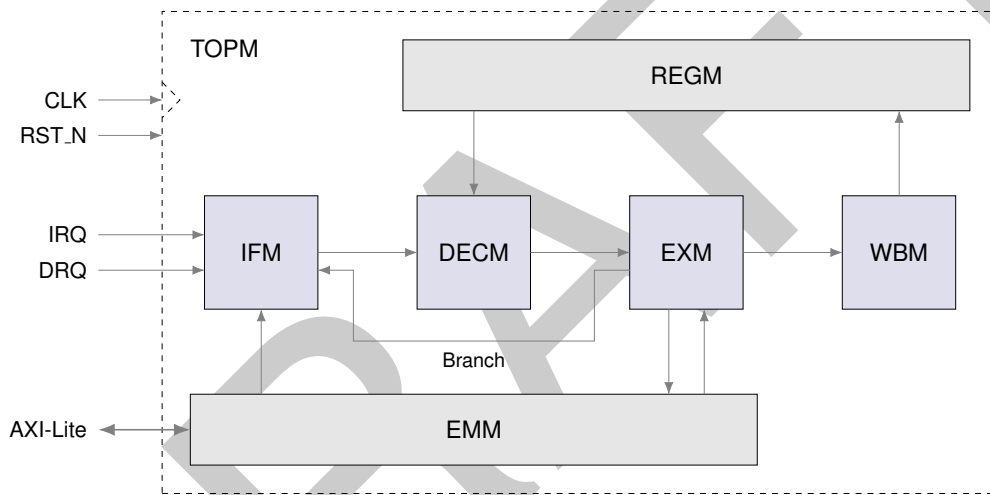 TOPM
REGM
CLK
RST_N
IRQ
DRQ
IFM
DECM
EXM
WBM
Branch
AXI-Lite
EMM